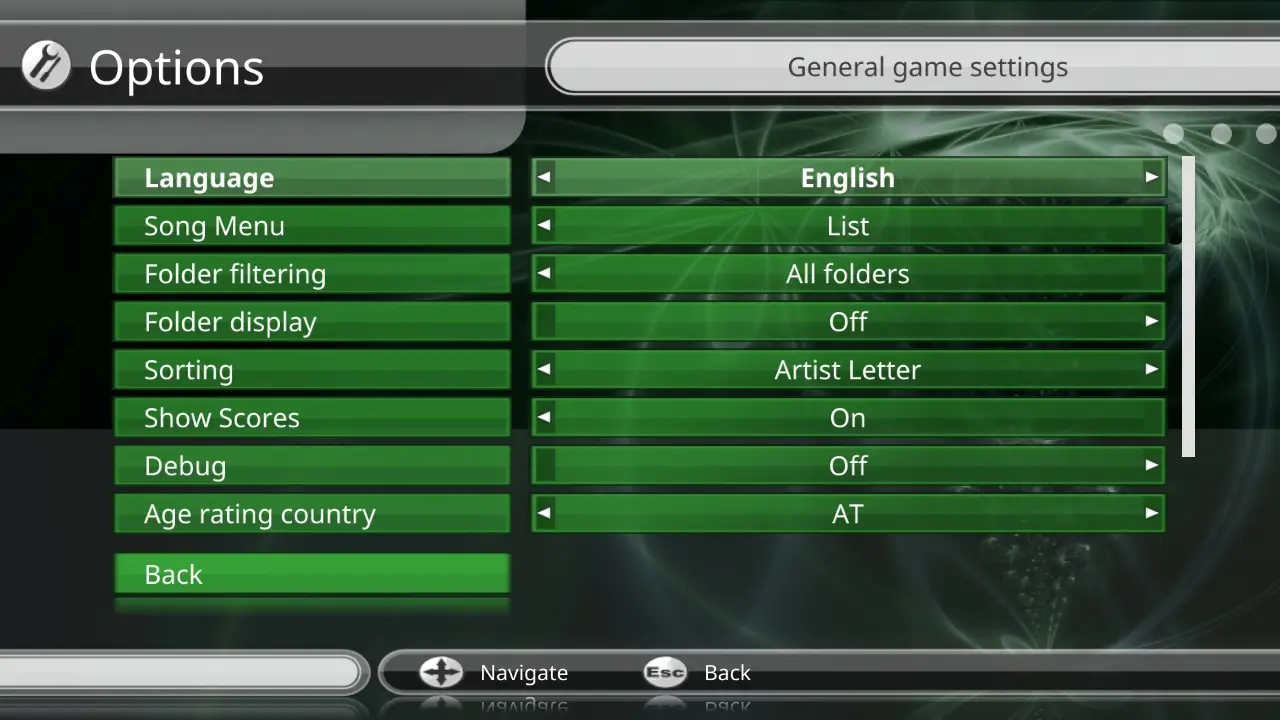 Options
General game settings
Language English
Song Menu List
Folder filtering All folders
Folder display Off
Sorting Artist Letter
Show Scores On
Debug Off
Age rating country AT
Back
Navigate Esc Back